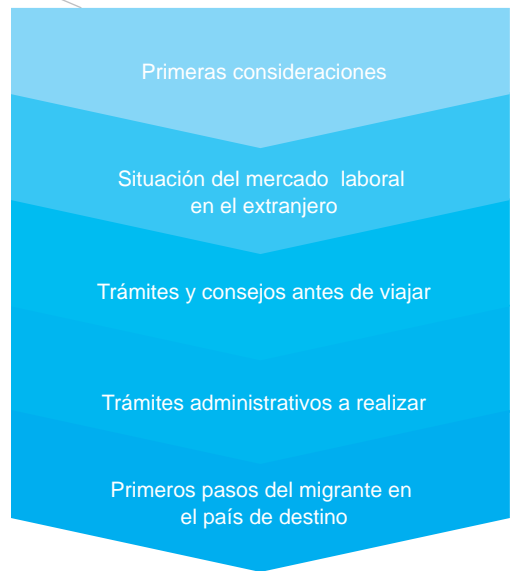 Primeras consideraciones
Situación del mercado laboral
en el extranjero
Trámites y consejos antes de viajar
Trámites administrativos a realizar
Primeros pasos del migrante en
el país de destino